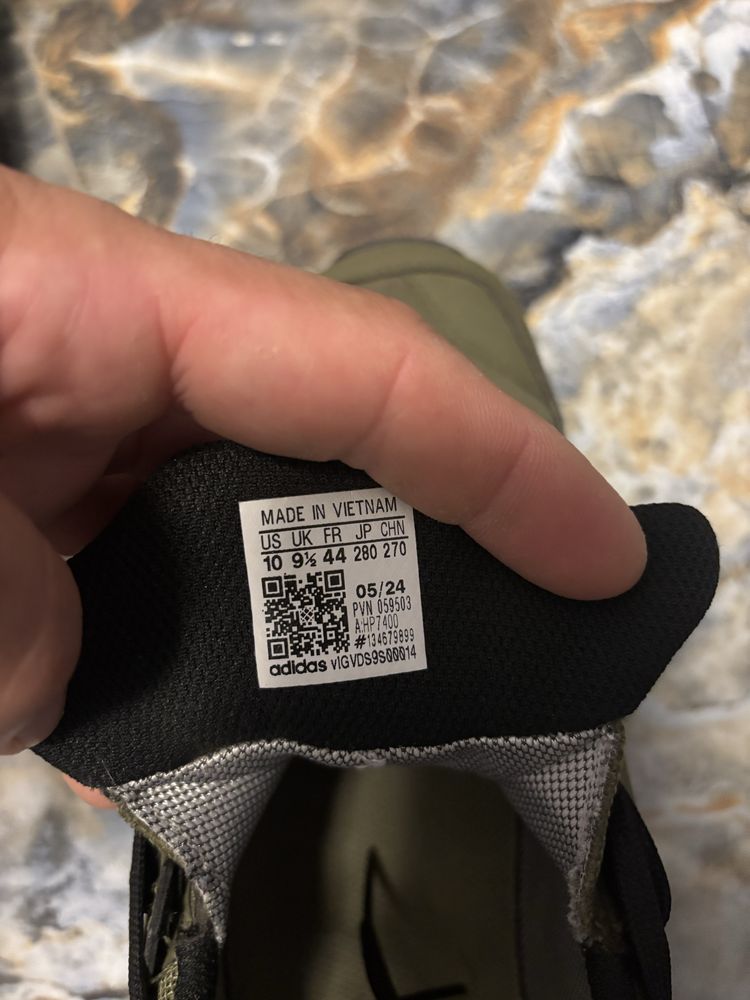 MADE IN VIETNAM
US UK FR JP CHN
10 9½ 44 280 270
05/24
PVN 059503
A:HP7400
#134679899
adidas vIGVDS9S00014